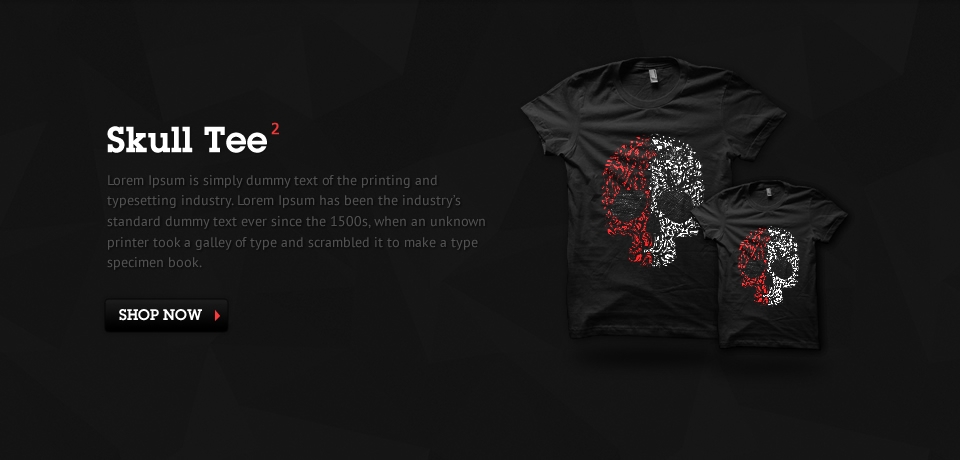 Skull Tee²
Lorem Ipsum is simply dummy text of the printing and
typesetting industry. Lorem Ipsum has been the industry's
standard dummy text ever since the 1500s, when an unknown
printer took a galley of type and scrambled it to make a type
specimen book.
SHOP NOW